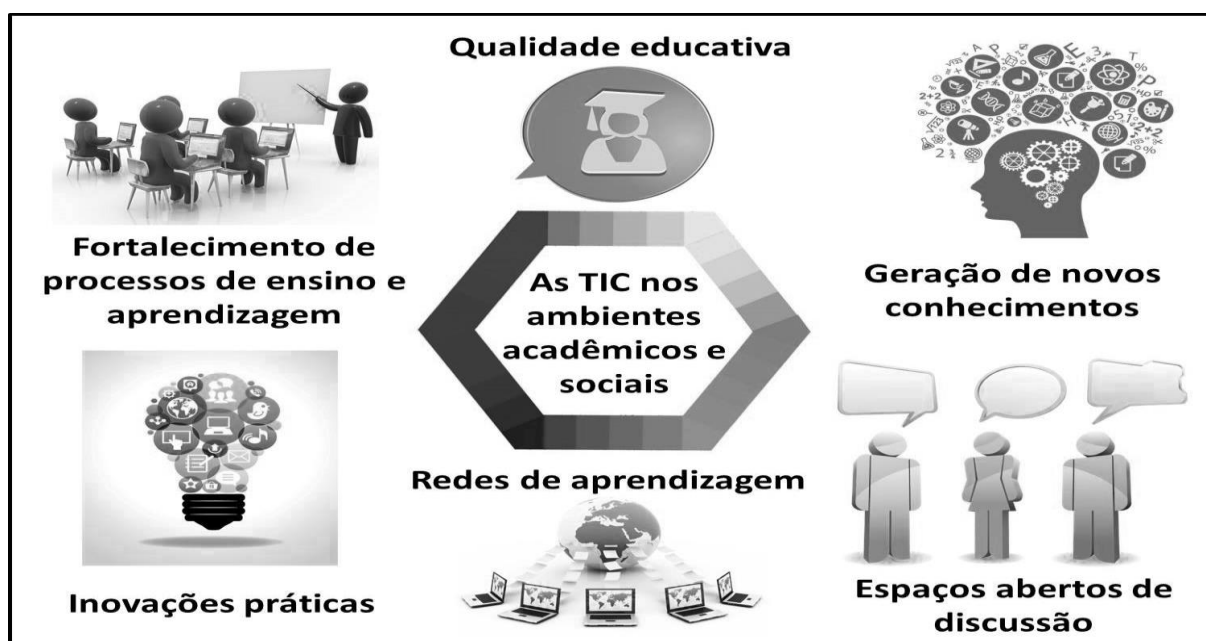 Qualidade educativa
Fortalecimento de
processos de ensino e
aprendizagem
As TIC nos
ambientes
acadêmicos e
sociais
Geração de novos
conhecimentos
Inovações práticas
Redes de aprendizagem
Espaços abertos de
discussão